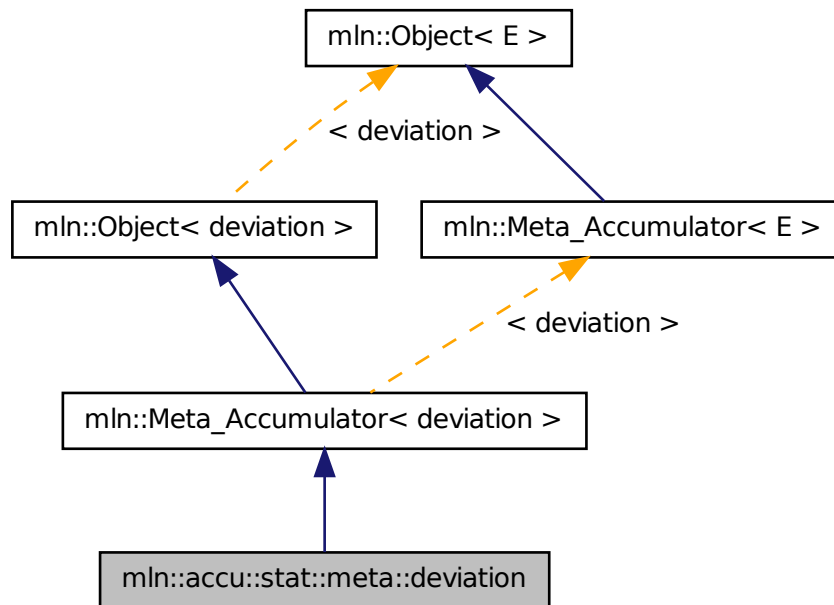 mln::Object< E >
< deviation >
mln::Object< deviation >
mln::Meta_Accumulator< E >
< deviation >
mln::Meta_Accumulator< deviation >
mln::accu::stat::meta::deviation